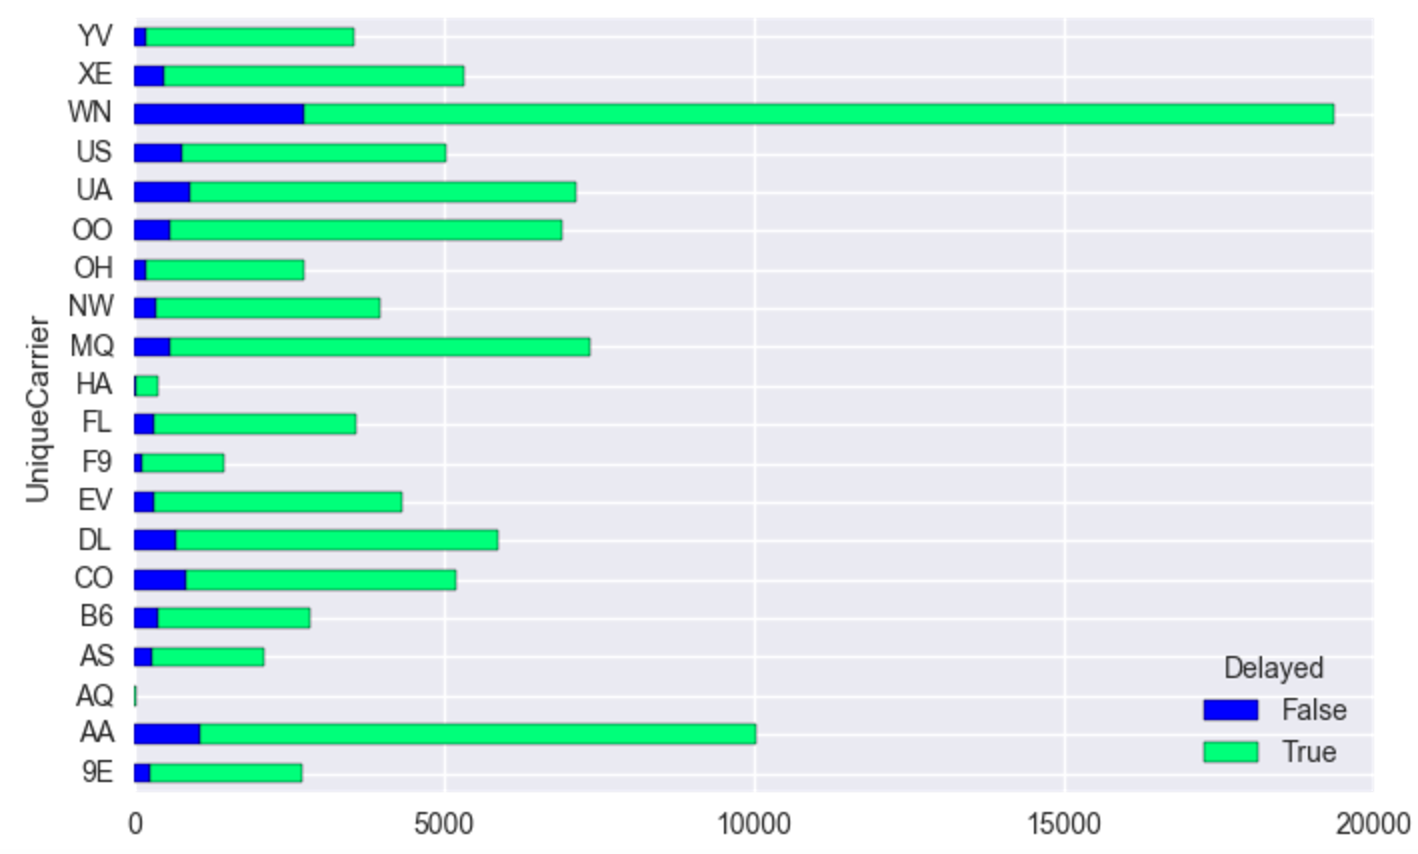 YV
XE
WN
US
UA
OO
OH
NW
MQ
HA
FL
F9
EV
DL
CO
B6
AS
AQ
AA
9E
UniqueCarrier
Delayed
False
True
0 5000 10000 15000 20000